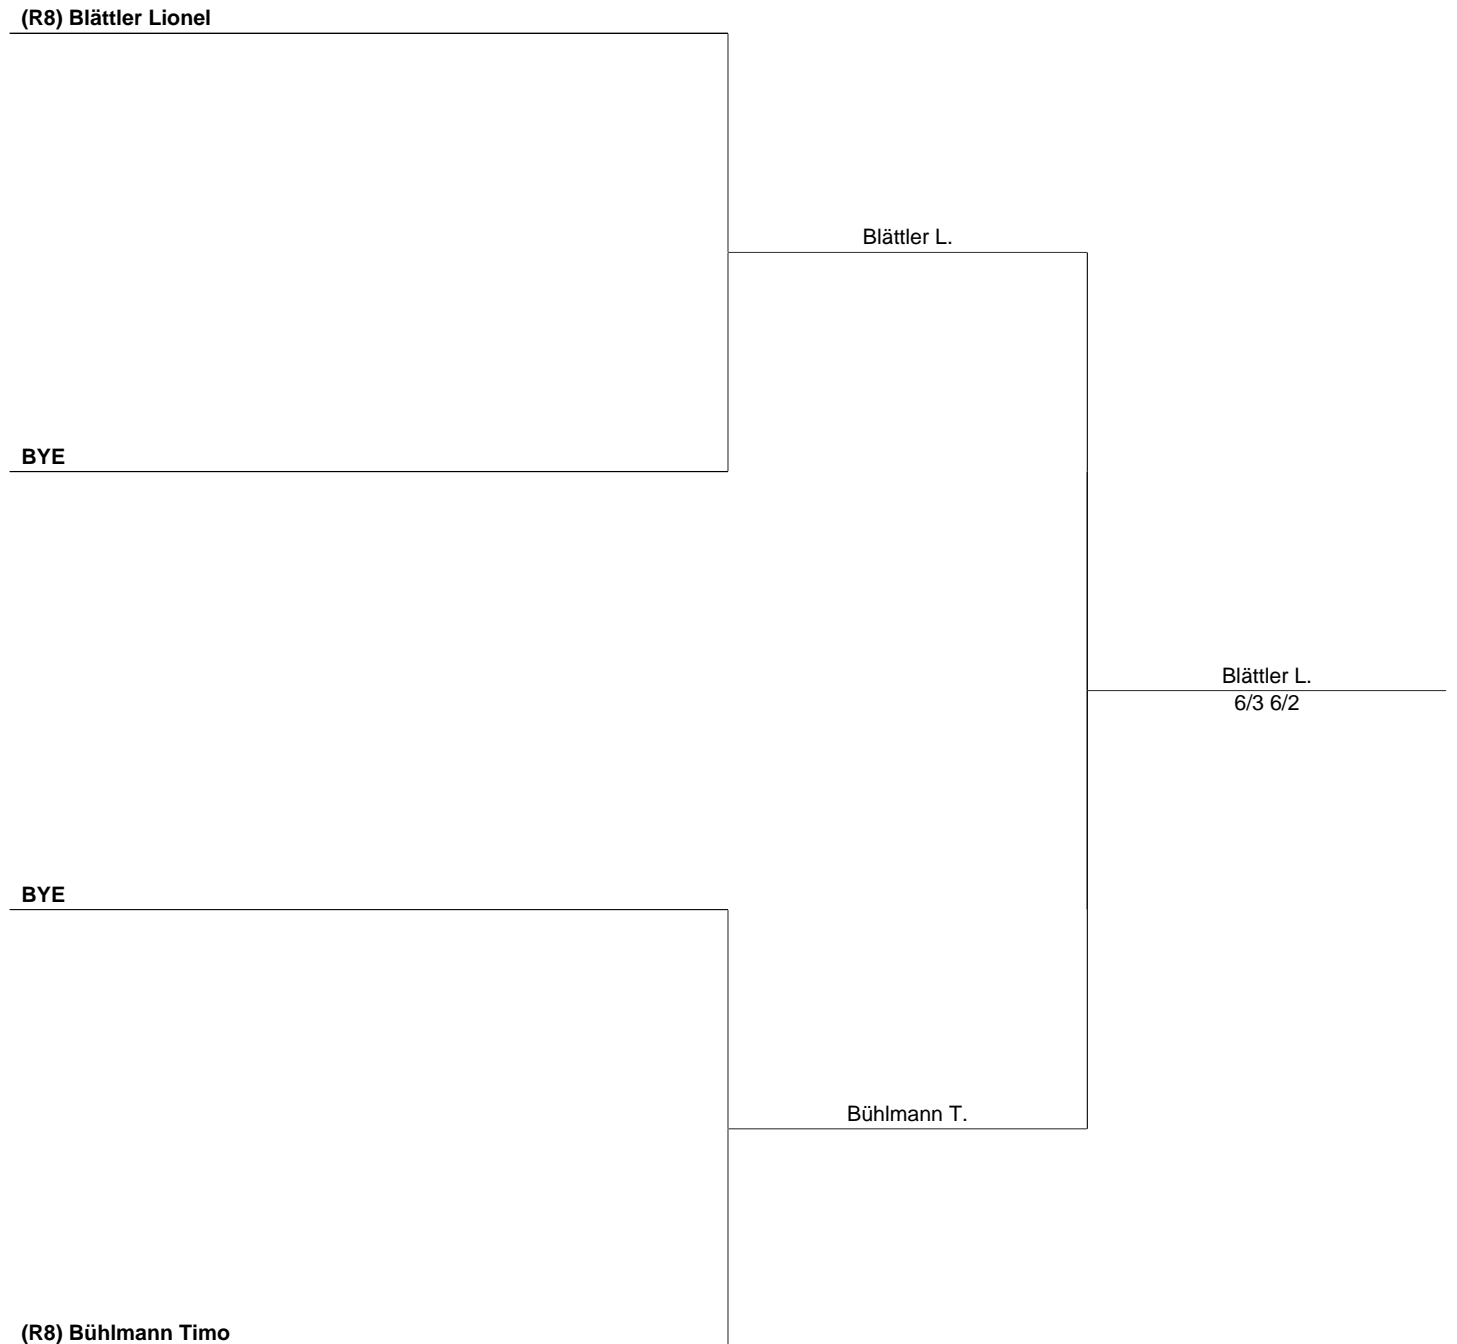 (R8) Blättler Lionel
Blättler L.
BYE
Blättler L.
6/3 6/2
BYE
Bühlmann T.
(R8) Bühlmann Timo